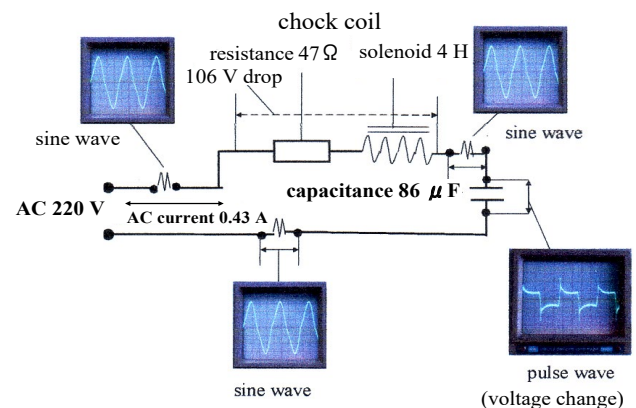 chock coil
resistance 47Ω solenoid 4 H
106 V drop
sine wave
sine wave
capacitance 86 μF
AC 220 V
AC current 0.43 A
sine wave
pulse wave
(voltage change)